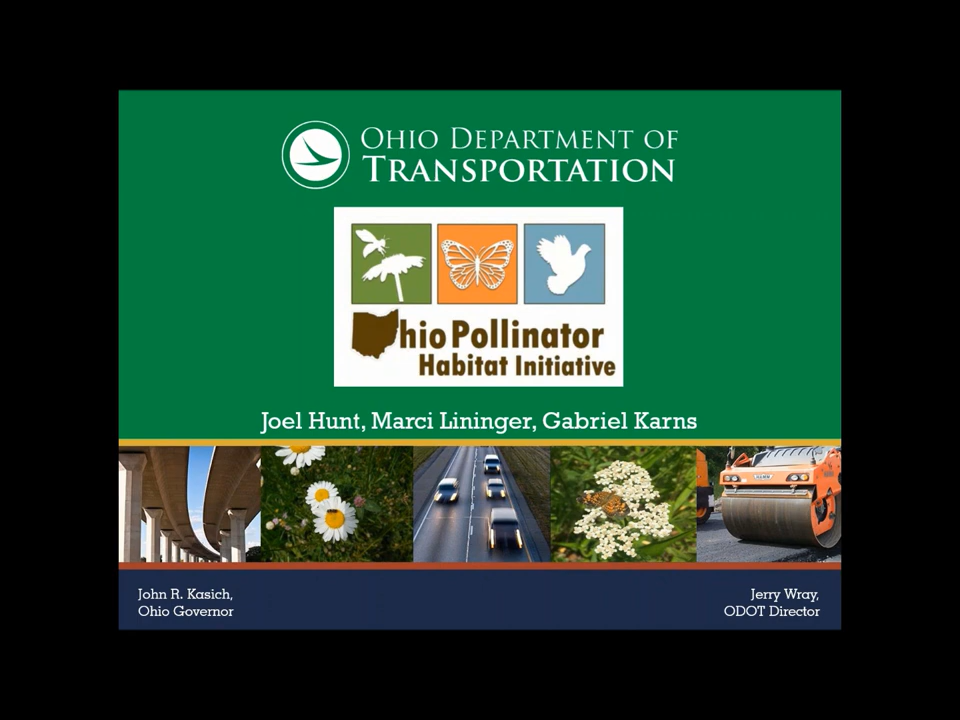 OHIO DEPARTMENT OF
TRANSPORTATION
Ohio Pollinator
Habitat Initiative
Joel Hunt, Marci Lininger, Gabriel Karns
John R. Kasich,
Ohio Governor
Jerry Wray,
ODOT Director